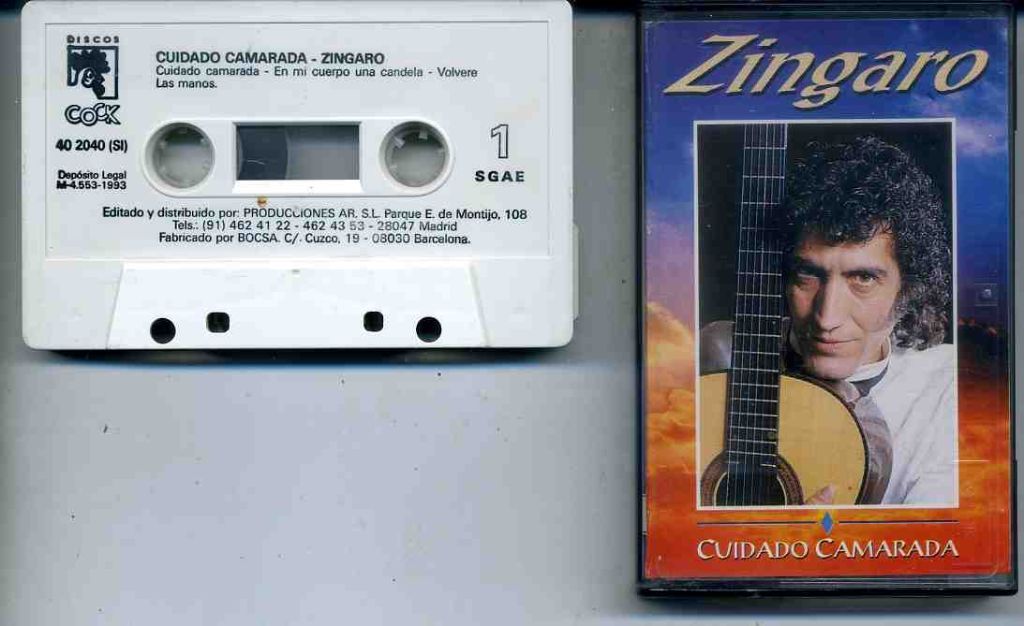 DISCOS
COCK
40 2040 (SI)
Depósito Legal
M-4.553-1993
CUIDADO CAMARADA - ZINGARO
Cuidado camarada - En mi cuerpo una candela - Volvere
Las manos.
1
SGAE
Editado y distribuido por: PRODUCCIONES AR. S.L. Parque E. de Montijo, 108
Tels.: (91) 462 41 22 - 462 43 53 - 28047 Madrid
Fabricado por BOCSA. C/. Cuzco, 19 - 08030 Barcelona.
Zingaro
CUIDADO CAMARADA